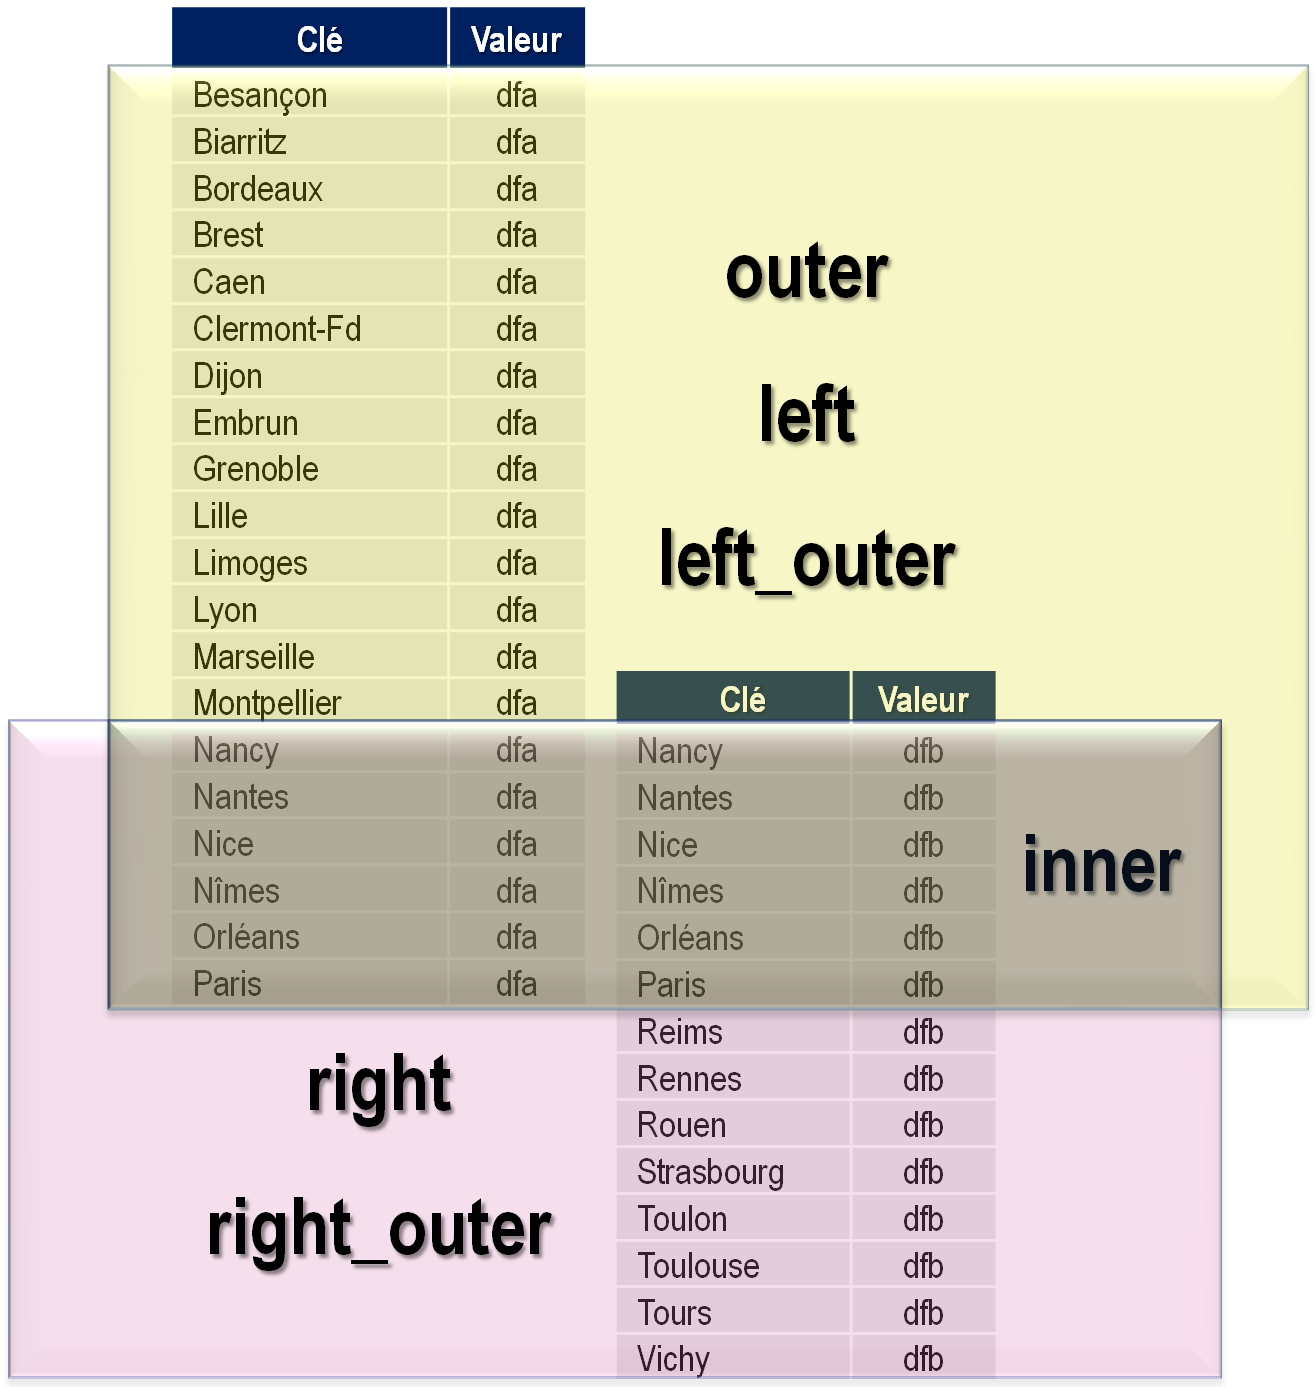 Clé Valeur
Besançon dfa
Biarritz dfa
Bordeaux dfa
Brest dfa
outer
Caen dfa
Clermont-Fd dfa
Dijon dfa
left
Embrun dfa
Grenoble dfa
Lille dfa
left_outer
Limoges dfa
Lyon dfa
Marseille dfa
Montpellier dfa Clé Valeur
Nancy dfa Nancy dfb
Nantes dfa Nantes dfb
Nice dfa Nice dfb
inner
Nîmes dfa Nîmes dfb
Orléans dfa Orléans dfb
Paris dfa Paris dfb
Reims dfb
right
Rennes dfb
Rouen dfb
Strasbourg dfb
right_outer
Toulon dfb
Toulouse dfb
Tours dfb
Vichy dfb